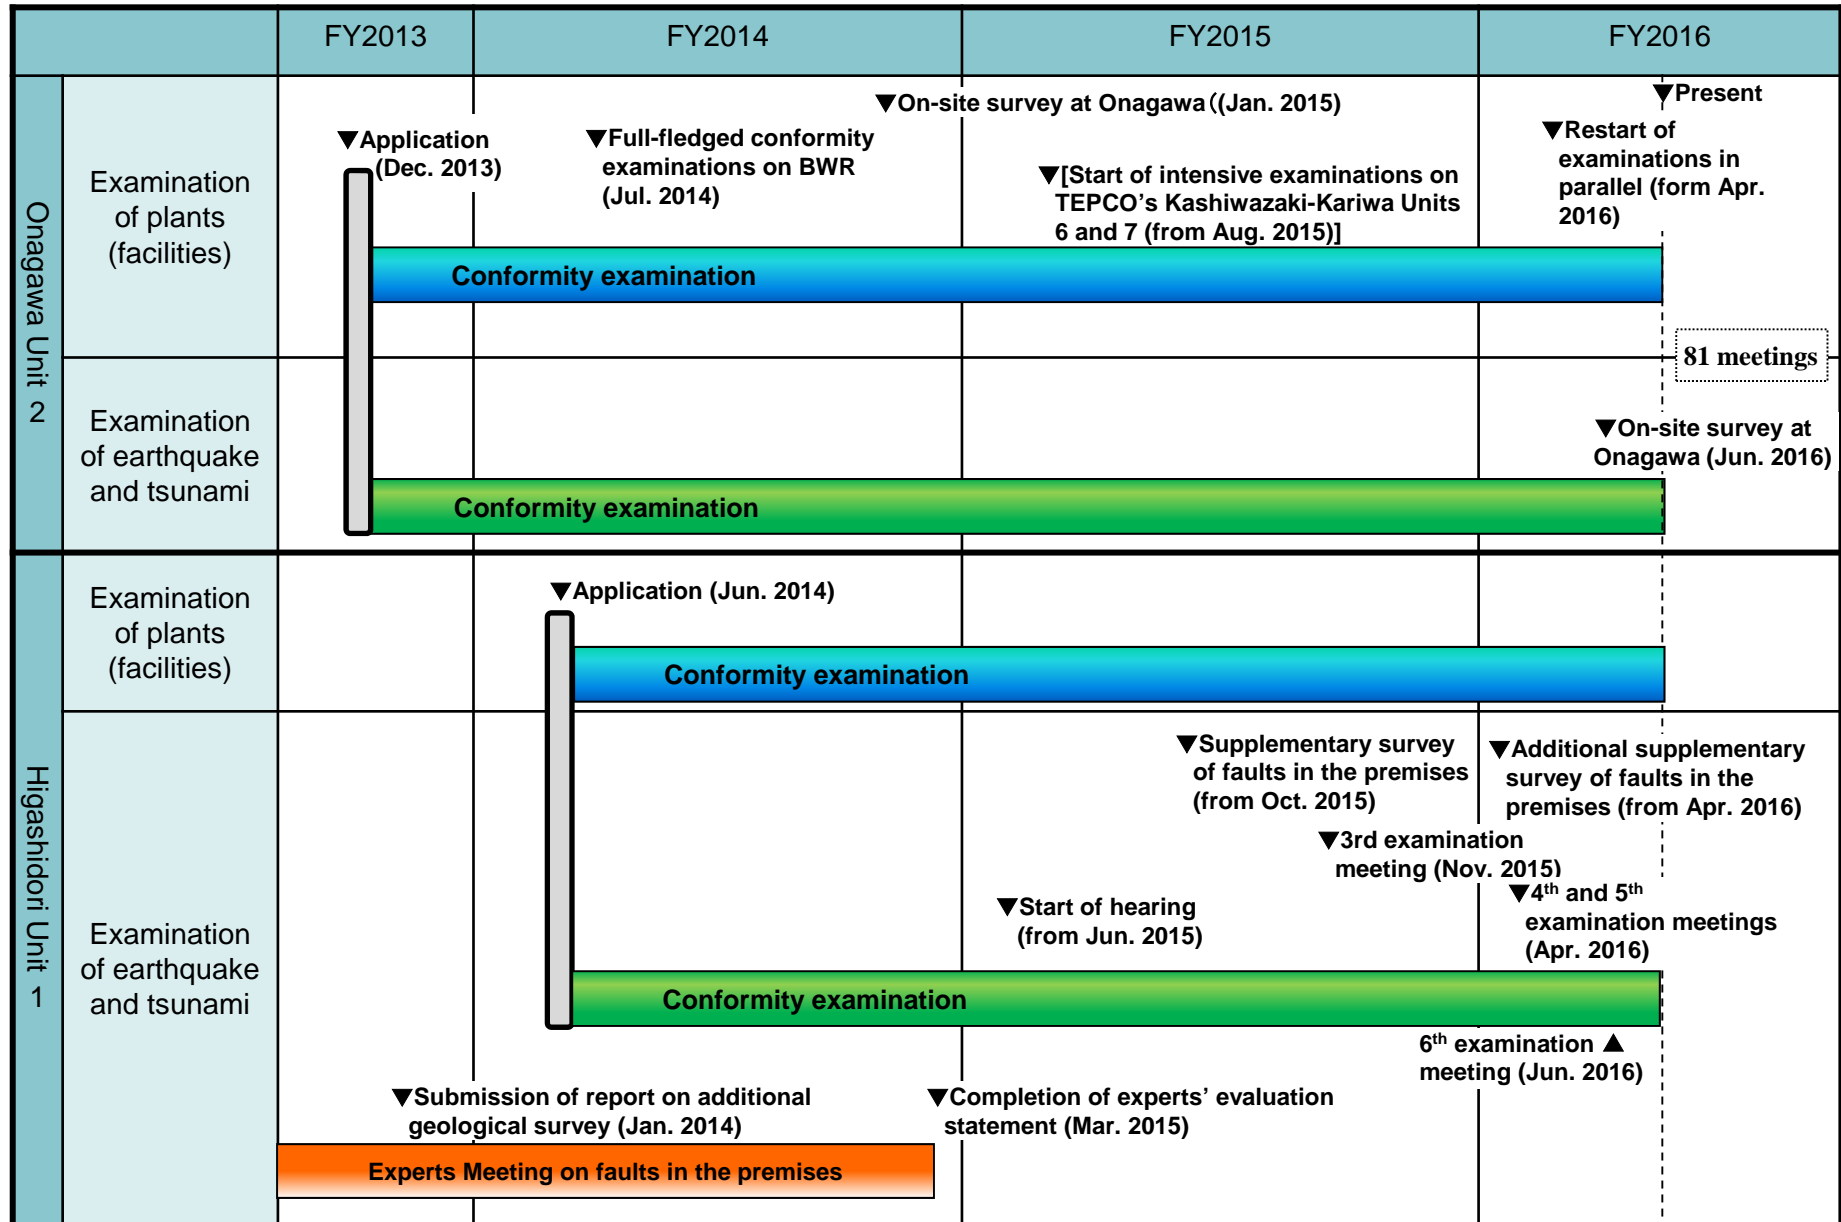 FY2013
FY2014
FY2015
FY2016
Onagawa Unit 2
Examination
of plants
(facilities)
▼Application
(Dec. 2013)
▼Full-fledged conformity
examinations on BWR
(Jul. 2014)
▼On-site survey at Onagawa（(Jan. 2015)
▼[Start of intensive examinations on
TEPCO's Kashiwazaki-Kariwa Units
6 and 7 (from Aug. 2015)]
▼Present
▼Restart of
examinations in
parallel (form Apr.
2016)
Conformity examination
81 meetings
Examination
of earthquake
and tsunami
▼On-site survey at
Onagawa (Jun. 2016)
Conformity examination
Higashidori Unit 1
Examination
of plants
(facilities)
▼Application (Jun. 2014)
Conformity examination
Examination
of earthquake
and tsunami
▼Supplementary survey
of faults in the premises
(from Oct. 2015)
▼Additional supplementary
survey of faults in the
premises (from Apr. 2016)
▼3rd examination
meeting (Nov. 2015)
▼4th and 5th
examination meetings
(Apr. 2016)
▼Start of hearing
(from Jun. 2015)
Conformity examination
6th examination ▲
meeting (Jun. 2016)
▼Submission of report on additional
geological survey (Jan. 2014)
▼Completion of experts' evaluation
statement (Mar. 2015)
Experts Meeting on faults in the premises